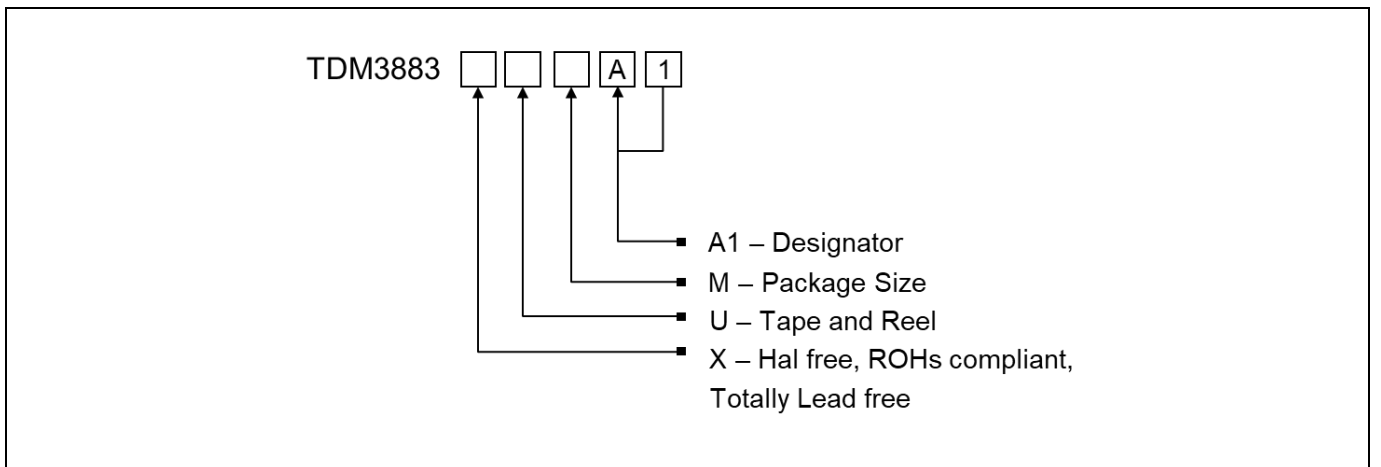 TDM3883 A 1
A1 – Designator
M – Package Size
U – Tape and Reel
X – Hal free, ROHs compliant,
Totally Lead free